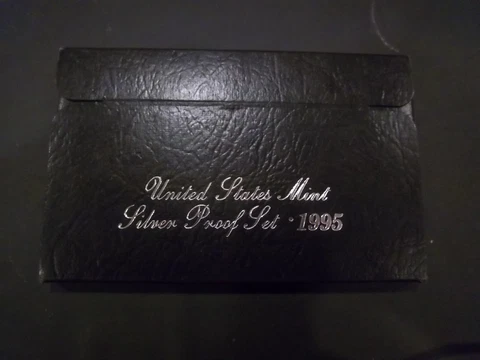 United States Mint
Silver Proof Set · 1995